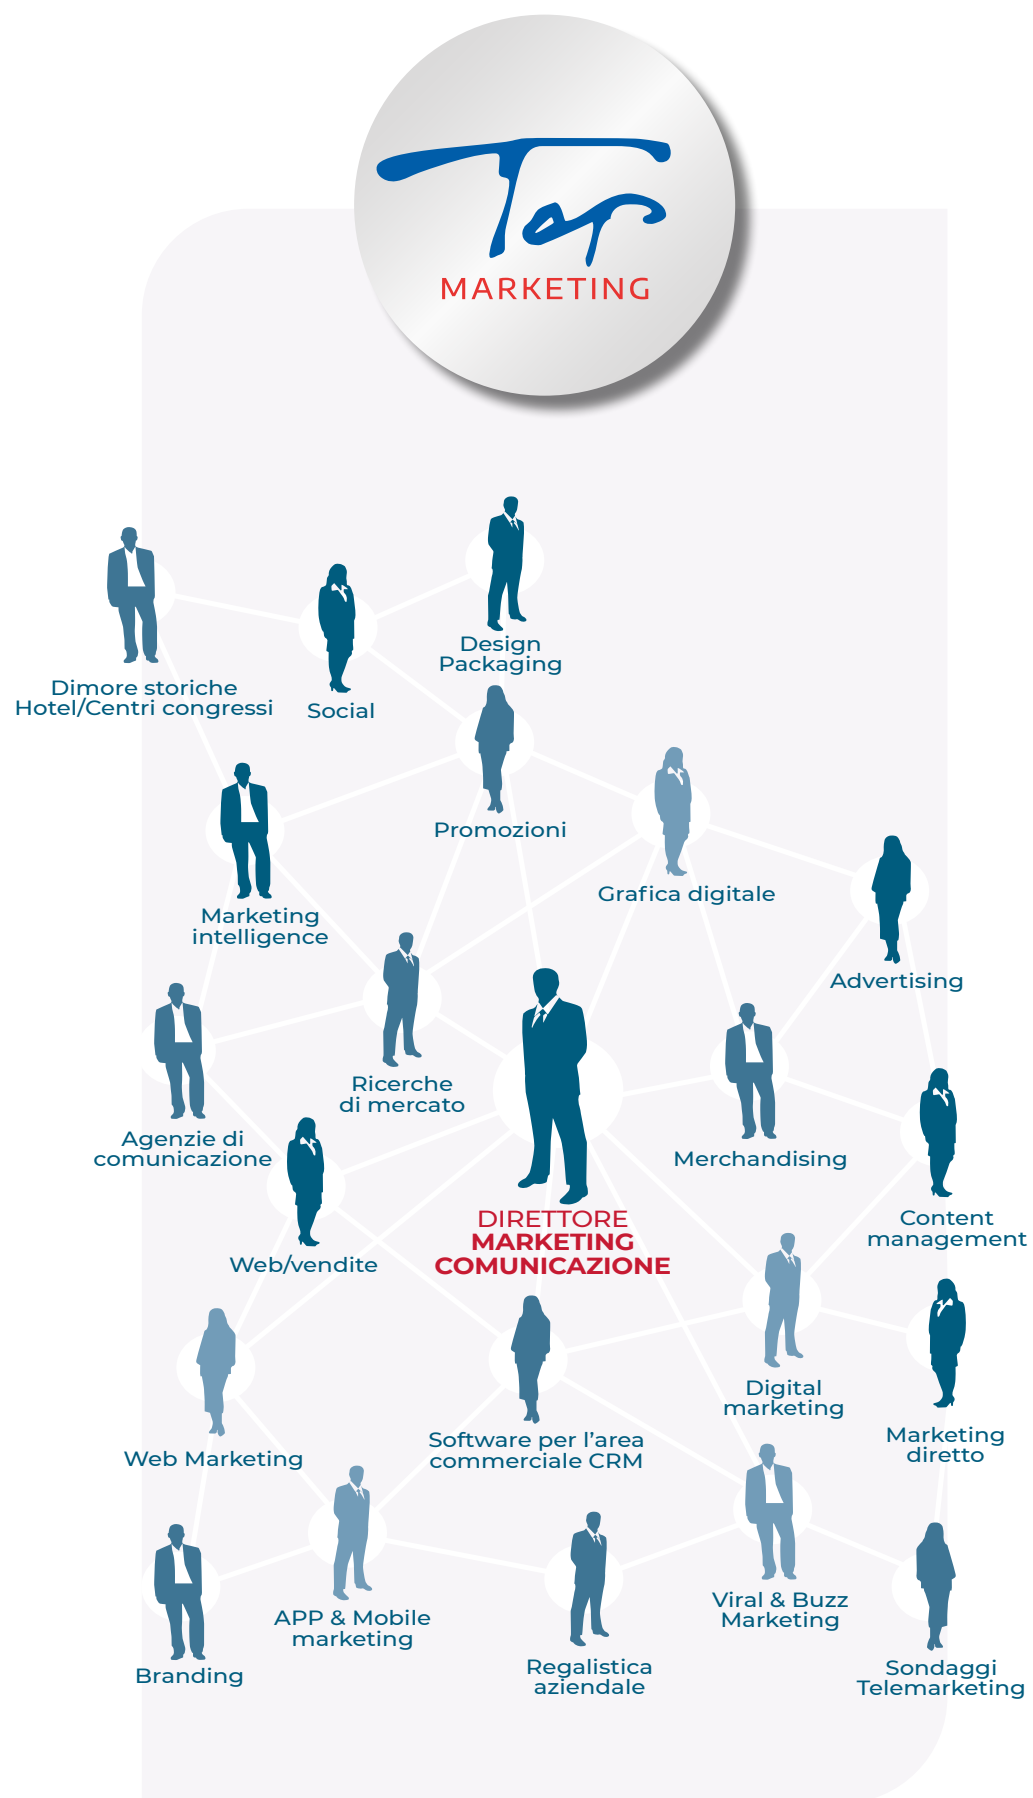 Top
MARKETING
Design
Packaging
Dimore storiche
Hotel/Centri congressi
Social
Promozioni
Grafica digitale
Marketing
intelligence
Advertising
Ricerche
di mercato
Agenzie di
comunicazione
Merchandising
Content
management
DIRETTORE
MARKETING
COMUNICAZIONE
Web/vendite
Digital
marketing
Marketing
diretto
Software per l’area
commerciale CRM
Web Marketing
Viral & Buzz
Marketing
APP & Mobile
marketing
Regalistica
aziendale
Sondaggi
Telemarketing
Branding